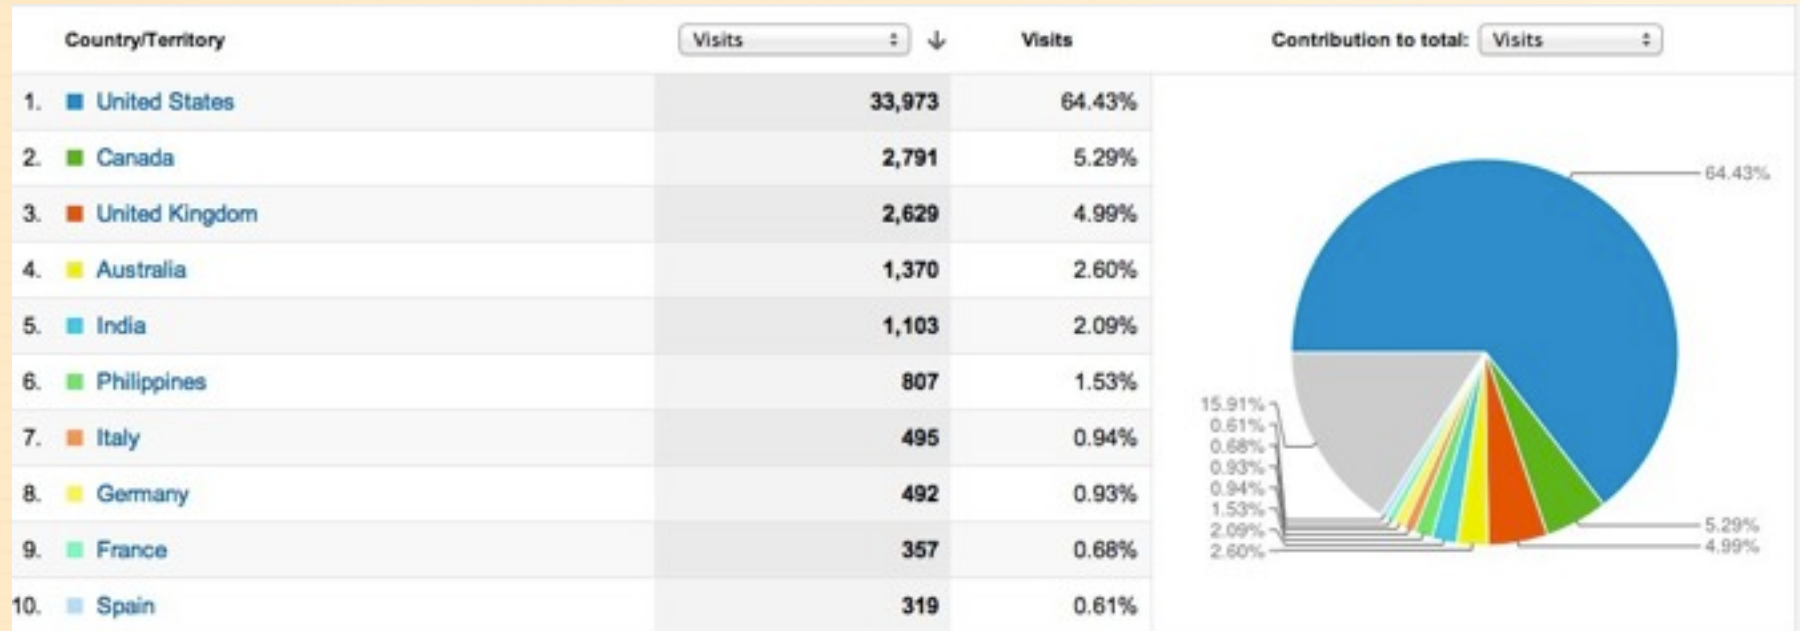 Country/Territory Visits Visits Contribution to total: Visits
1. United States 33,973 64.43%
2. Canada 2,791 5.29%
3. United Kingdom 2,629 4.99%
4. Australia 1,370 2.60%
5. India 1,103 2.09%
6. Philippines 807 1.53%
7. Italy 495 0.94%
8. Germany 492 0.93%
9. France 357 0.68%
10. Spain 319 0.61%
64.43%
15.91%
0.61%
0.68%
0.93%
0.94%
1.53%
2.09%
2.60%
5.29%
4.99%